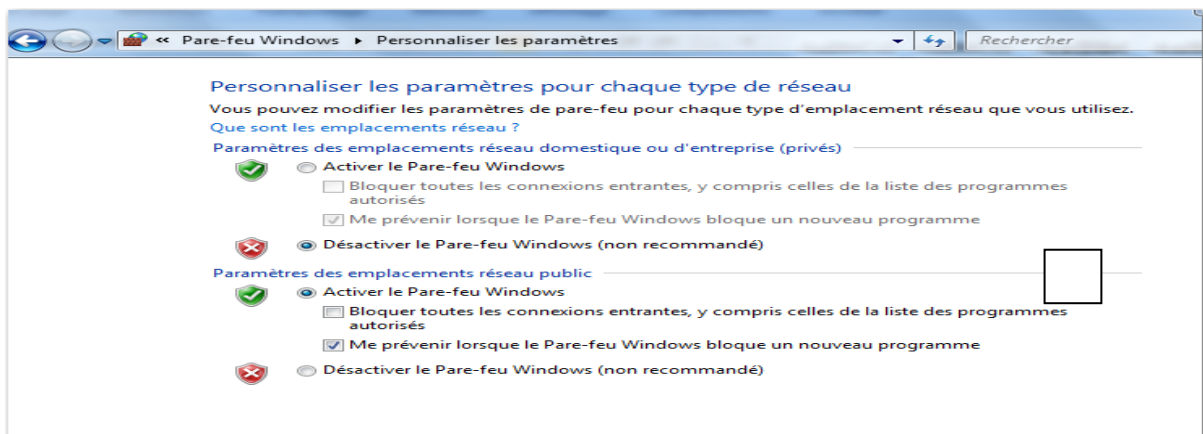 « Pare-feu Windows ▸ Personnaliser les paramètres
Rechercher
Personnaliser les paramètres pour chaque type de réseau
Vous pouvez modifier les paramètres de pare-feu pour chaque type d'emplacement réseau que vous utilisez.
Que sont les emplacements réseau ?
Paramètres des emplacements réseau domestique ou d'entreprise (privés)
Activer le Pare-feu Windows
Bloquer toutes les connexions entrantes, y compris celles de la liste des programmes
autorisés
Me prévenir lorsque le Pare-feu Windows bloque un nouveau programme
Désactiver le Pare-feu Windows (non recommandé)
Paramètres des emplacements réseau public
Activer le Pare-feu Windows
Bloquer toutes les connexions entrantes, y compris celles de la liste des programmes
autorisés
Me prévenir lorsque le Pare-feu Windows bloque un nouveau programme
Désactiver le Pare-feu Windows (non recommandé)